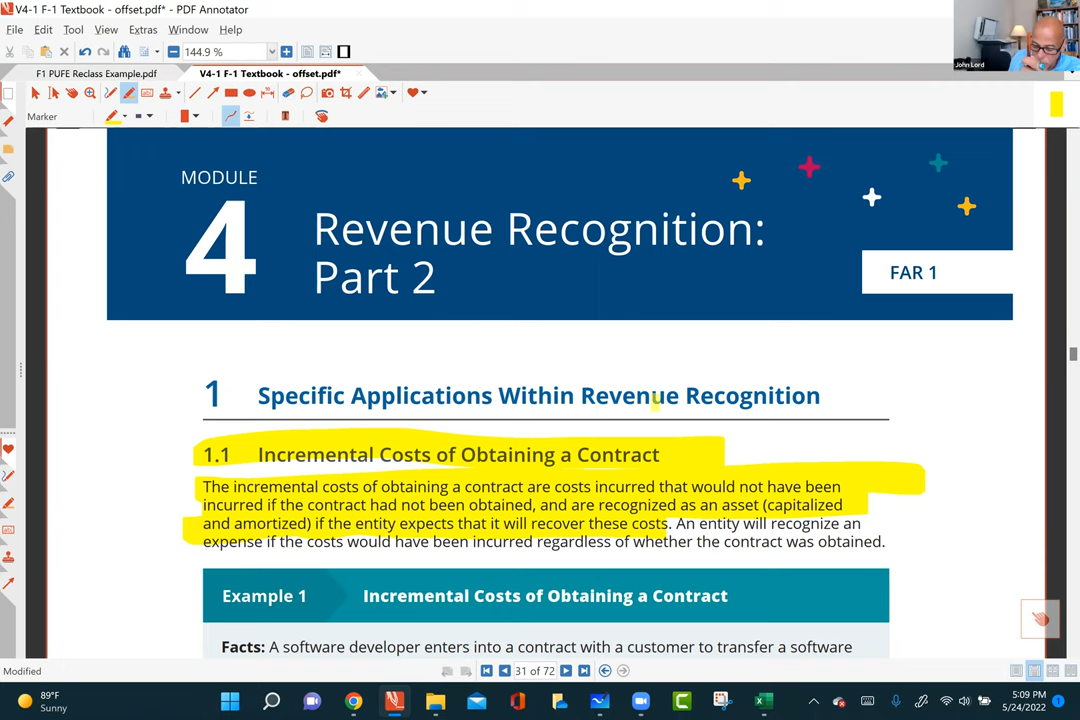 V4-1 F-1 Textbook - offset.pdf* - PDF Annotator
File Edit Tool View Extras Window Help
144.9 %
F1 PUFE Reclass Example.pdf V4-1 F-1 Textbook - offset.pdf*
Marker
John Lord
MODULE
4
Revenue Recognition:
Part 2
FAR 1
1 Specific Applications Within Revenue Recognition
1.1 Incremental Costs of Obtaining a Contract
The incremental costs of obtaining a contract are costs incurred that would not have been
incurred if the contract had not been obtained, and are recognized as an asset (capitalized
and amortized) if the entity expects that it will recover these costs. An entity will recognize an
expense if the costs would have been incurred regardless of whether the contract was obtained.
Example 1 Incremental Costs of Obtaining a Contract
Facts: A software developer enters into a contract with a customer to transfer a software
Modified
31 of 72
89°F
Sunny
5:09 PM
5/24/2022